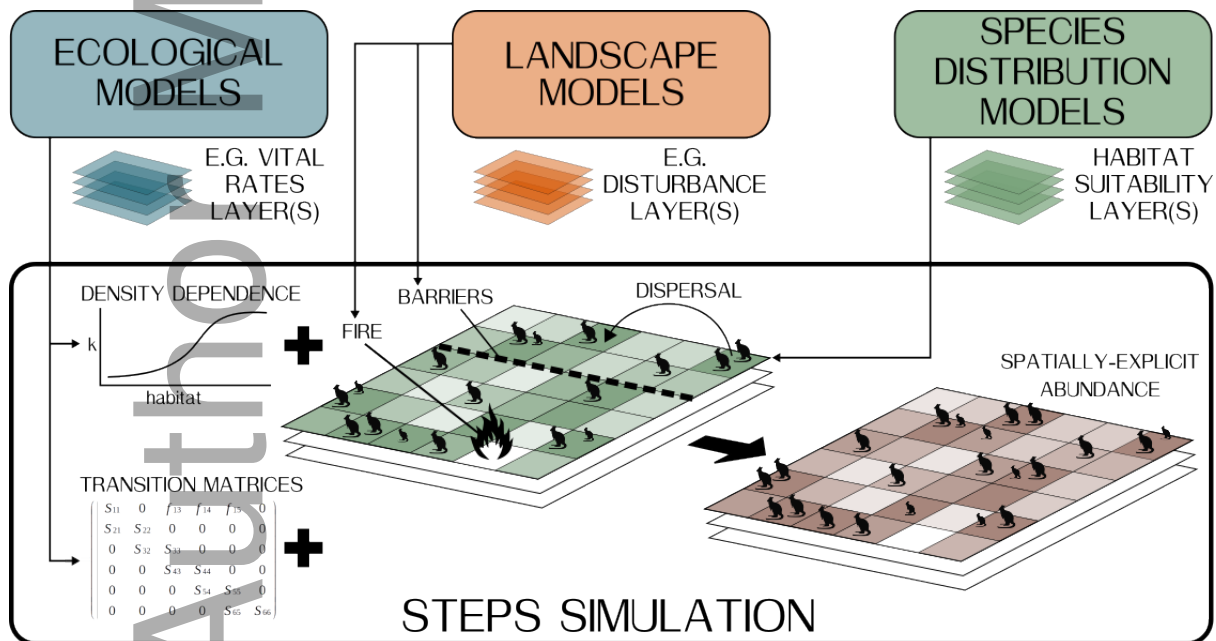 ECOLOGICAL
MODELS
LANDSCAPE
MODELS
SPECIES
DISTRIBUTION
MODELS
E.G. VITAL
RATES
LAYER(S)
E.G.
DISTURBANCE
LAYER(S)
HABITAT
SUITABILITY
LAYER(S)
DENSITY DEPENDENCE
k
habitat
BARRIERS
FIRE
DISPERSAL
SPATIALLY-EXPLICIT
ABUNDANCE
TRANSITION MATRICES
S11 0 f13 f14 f15 0
S21 S22 0 0 0 0
0 S32 S33 0 0 0
0 0 S43 S44 0 0
0 0 0 S54 S55 0
0 0 0 0 S65 S66
STEPS SIMULATION
Author M